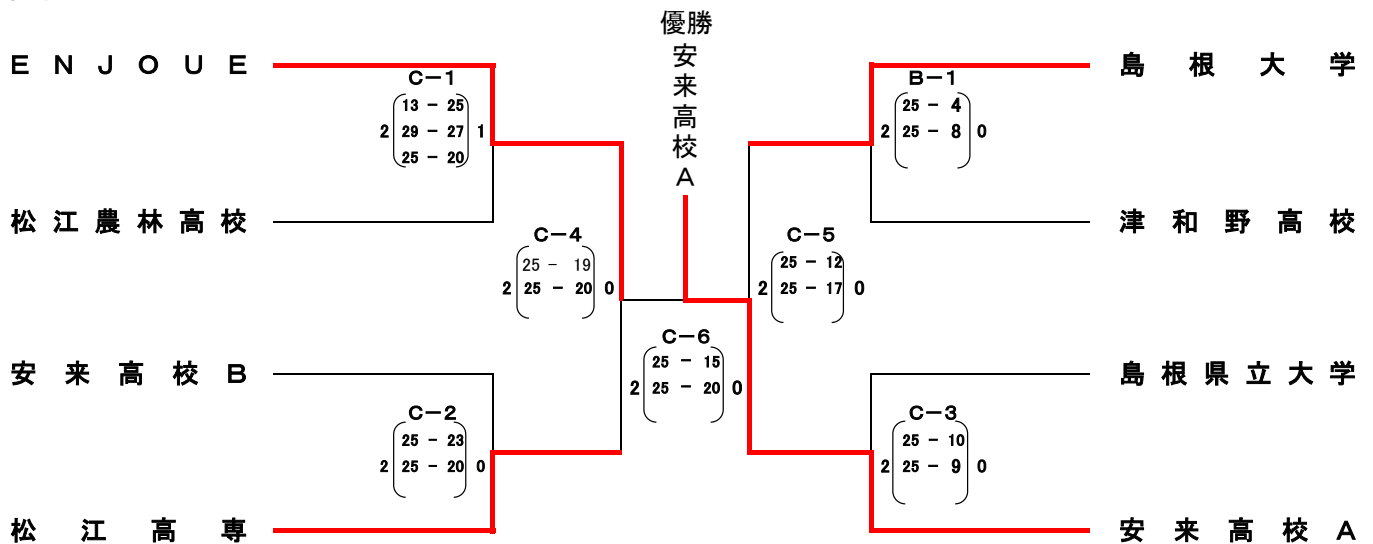 優勝
安来高校A
ENJOUE
C-1
13 - 25
2 29 - 27 1
25 - 20
松江農林高校
C-4
25 - 19
2 25 - 20 0
安来高校B
C-2
25 - 23
2 25 - 20 0
松江高専
C-6
25 - 15
2 25 - 20 0
島根大学
B-1
25 - 4
2 25 - 8 0
津和野高校
C-5
25 - 12
2 25 - 17 0
島根県立大学
C-3
25 - 10
2 25 - 9 0
安来高校A